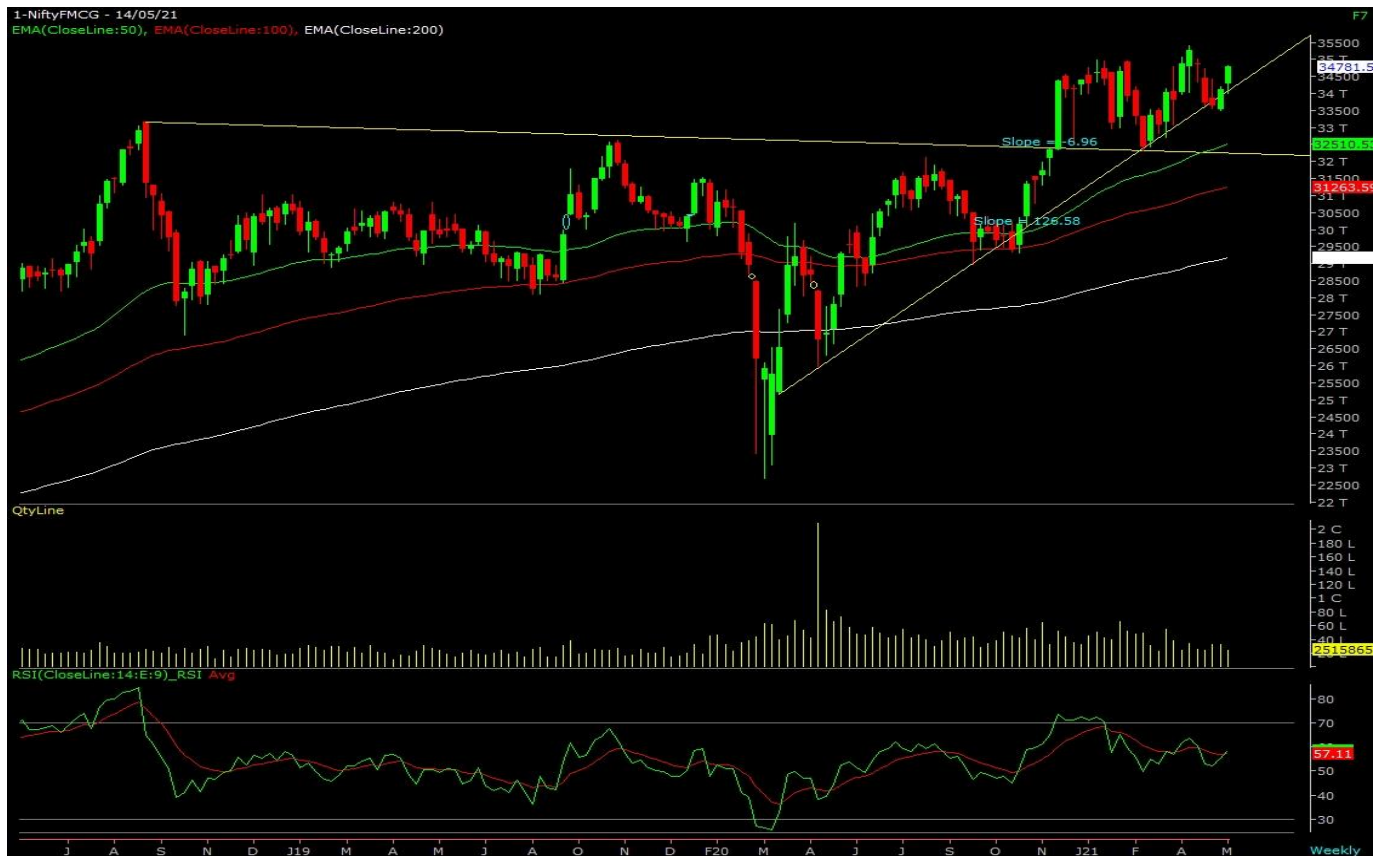 1-NiftyFMCG - 14/05/21
F7
EMA(CloseLine:50), EMA(CloseLine:100), EMA(CloseLine:200)
35500
34781.5
34500
34 T
33500
33 T
Slope = -6.96
32510.5
32 T
31500
31263.59
30500
Slope = 126.58
30 T
29500
28500
28 T
27500
27 T
26500
26 T
25500
25 T
24500
24 T
23500
23 T
22500
22 T
QtyLine
2 C
180 L
160 L
140 L
120 L
1 C
80 L
60 L
40 L
2515865
RSI(CloseLine:14:E:9)_RSI Avg
80
70
57.11
50
40
30
J A S N D J19 M M J A O N D F20 M A J J S O N J21 F A M
Weekly